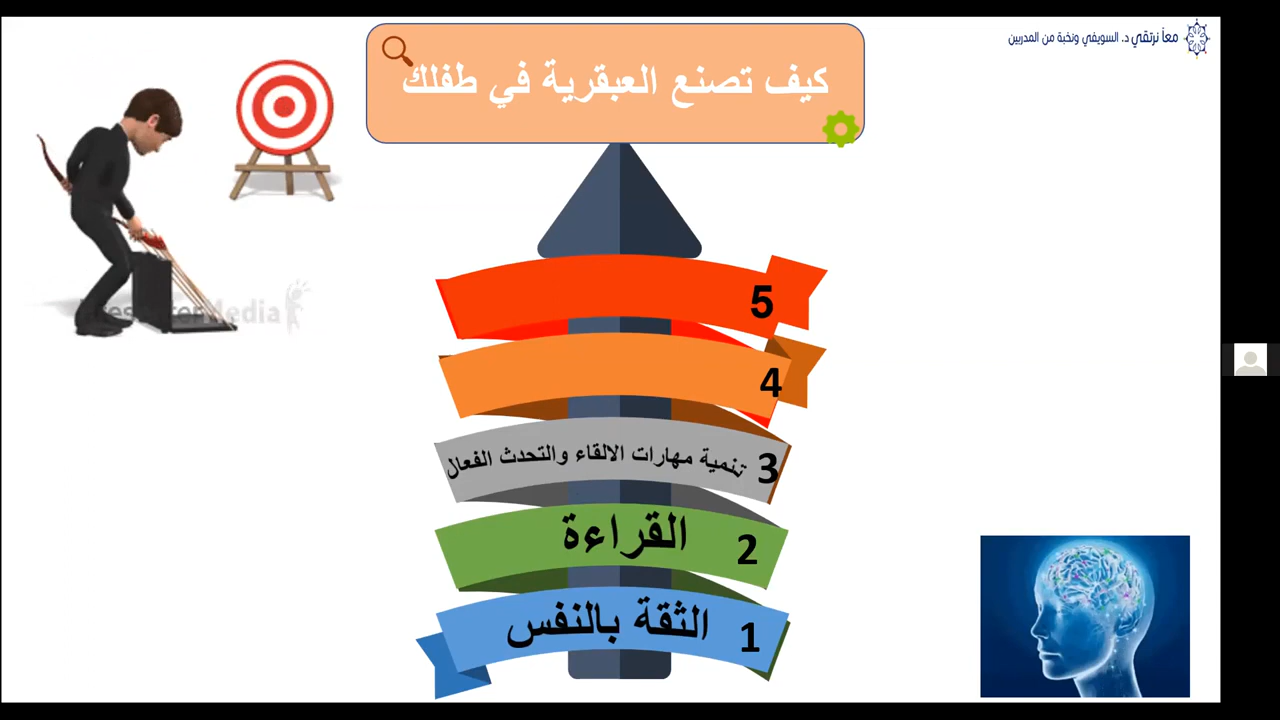 معاً نرتقي د. السويفي ونخبة من المدربين
كيف تصنع العبقرية في طفلك
5
4
3 تنمية مهارات الالقاء والتحدث الفعال
2 القراءة
1 الثقة بالنفس